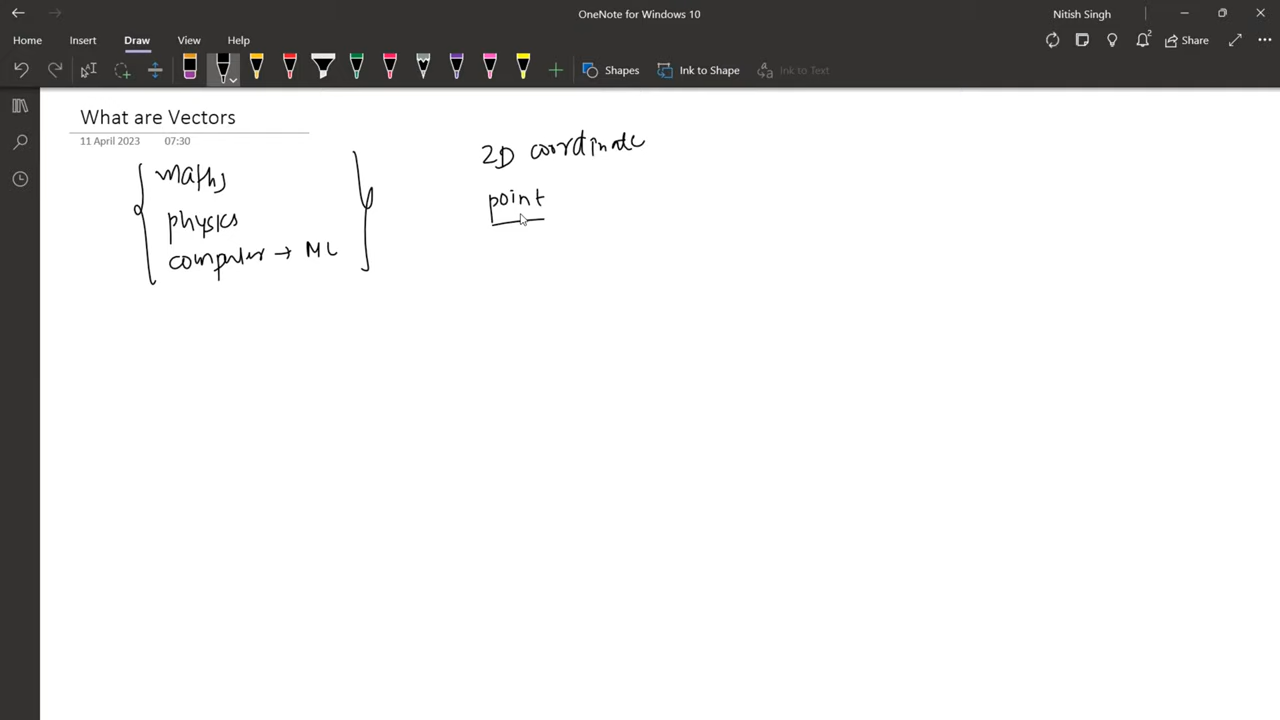 OneNote for Windows 10
Nitish Singh
Home
Insert
Draw
View
Help
2
Share
Shapes
Ink to Shape
Ink to Text
What are Vectors
11 April 2023
07:30
maths
physics
computer → ML
2D coordinate
point